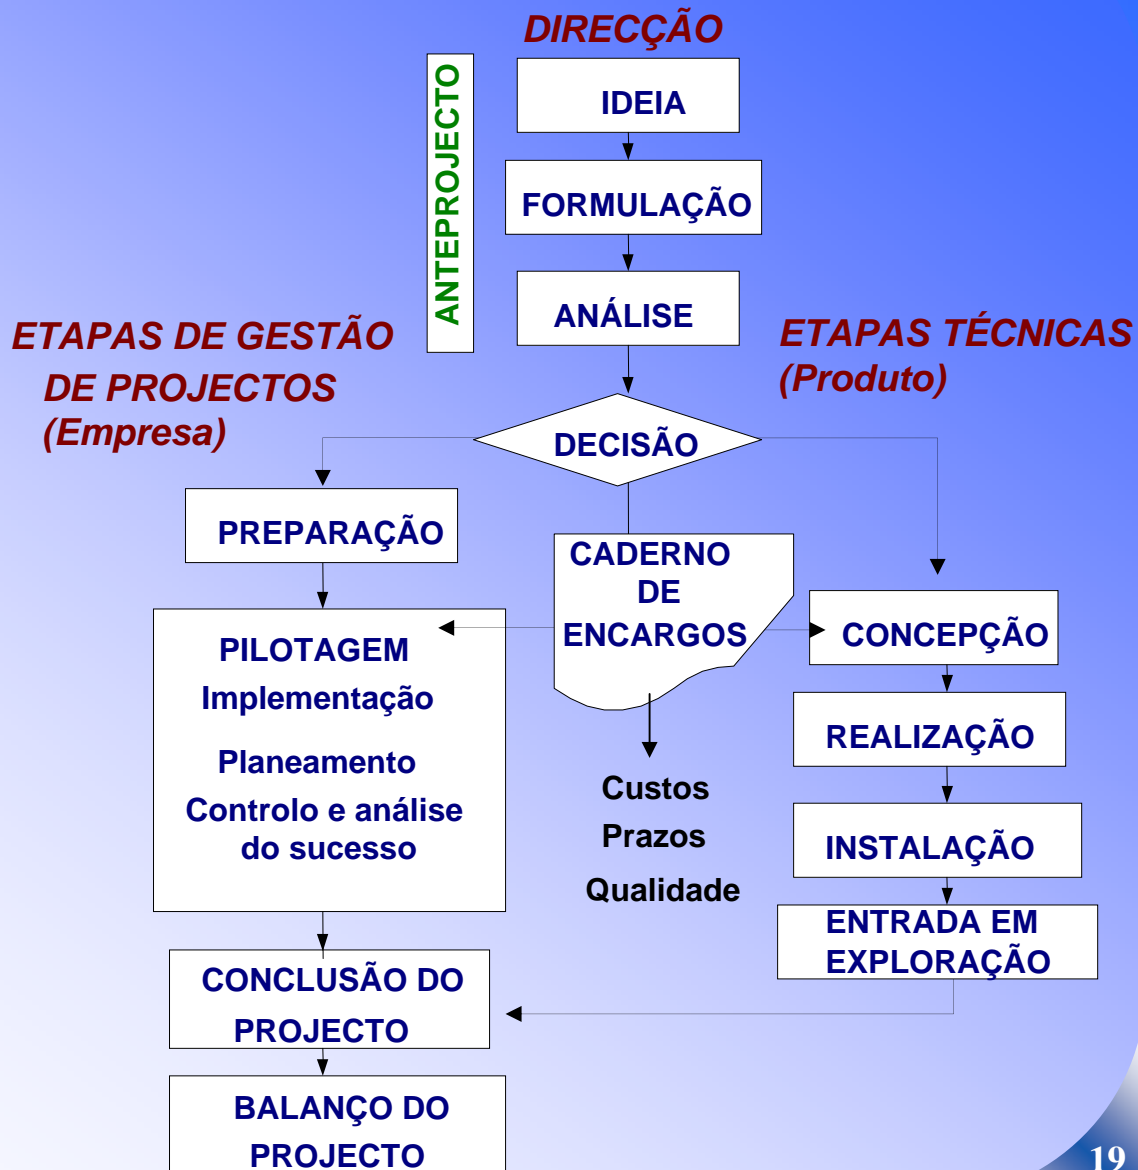 DIRECÇÃO
ANTEPROJECTO
IDEIA
FORMULAÇÃO
ANÁLISE
ETAPAS DE GESTÃO
DE PROJECTOS
(Empresa)
ETAPAS TÉCNICAS
(Produto)
DECISÃO
PREPARAÇÃO
CADERNO
DE
ENCARGOS
PILOTAGEM
Implementação
Planeamento
Controlo e análise
do sucesso
Custos
Prazos
Qualidade
CONCEPÇÃO
REALIZAÇÃO
INSTALAÇÃO
ENTRADA EM
EXPLORAÇÃO
CONCLUSÃO DO
PROJECTO
BALANÇO DO
PROJECTO
19